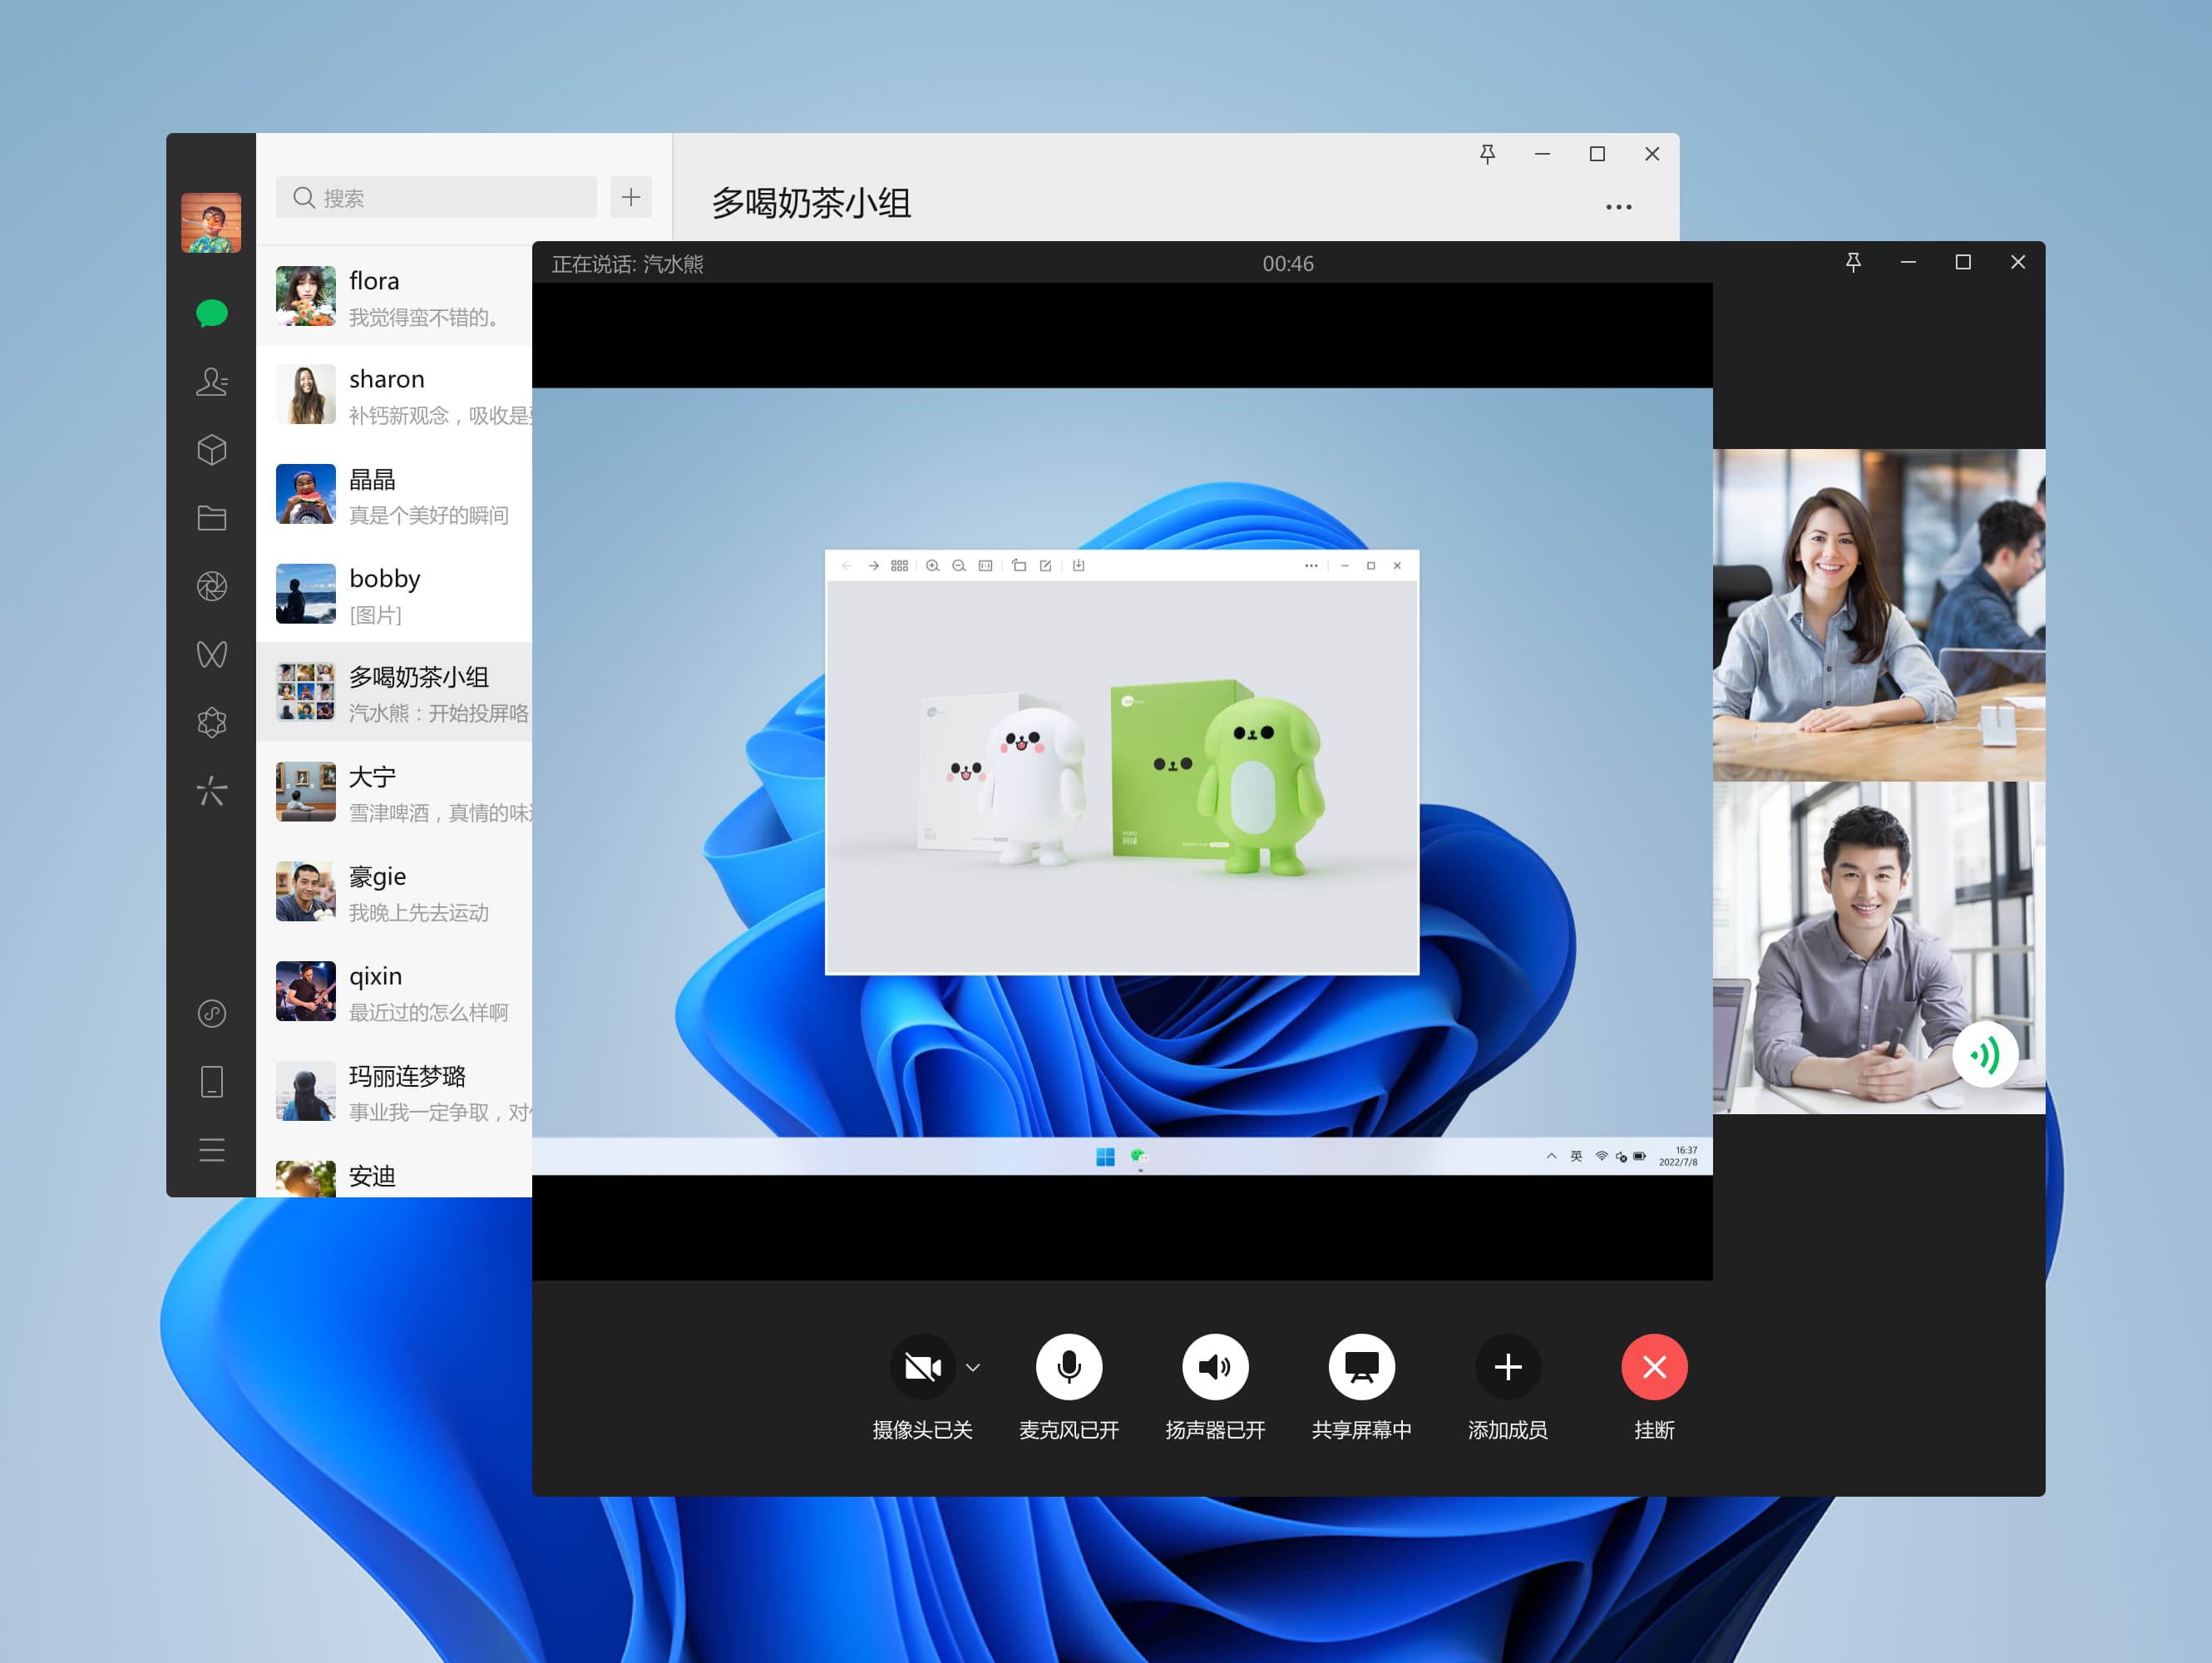 搜索
多喝奶茶小组
flora
我觉得蛮不错的。
sharon
补钙新观念，吸收是
晶晶
真是个美好的瞬间
bobby
[图片]
多喝奶茶小组
汽水熊：开始投屏咯
大宁
雪津啤酒，真情的味
豪gie
我晚上先去运动
qixin
最近过的怎么样啊
玛丽连梦璐
事业我一定争取，对
安迪
正在说话: 汽水熊
00:46
POPO
阿绿
英
16:37
2022/7/8
摄像头已关
麦克风已开
扬声器已开
共享屏幕中
添加成员
挂断